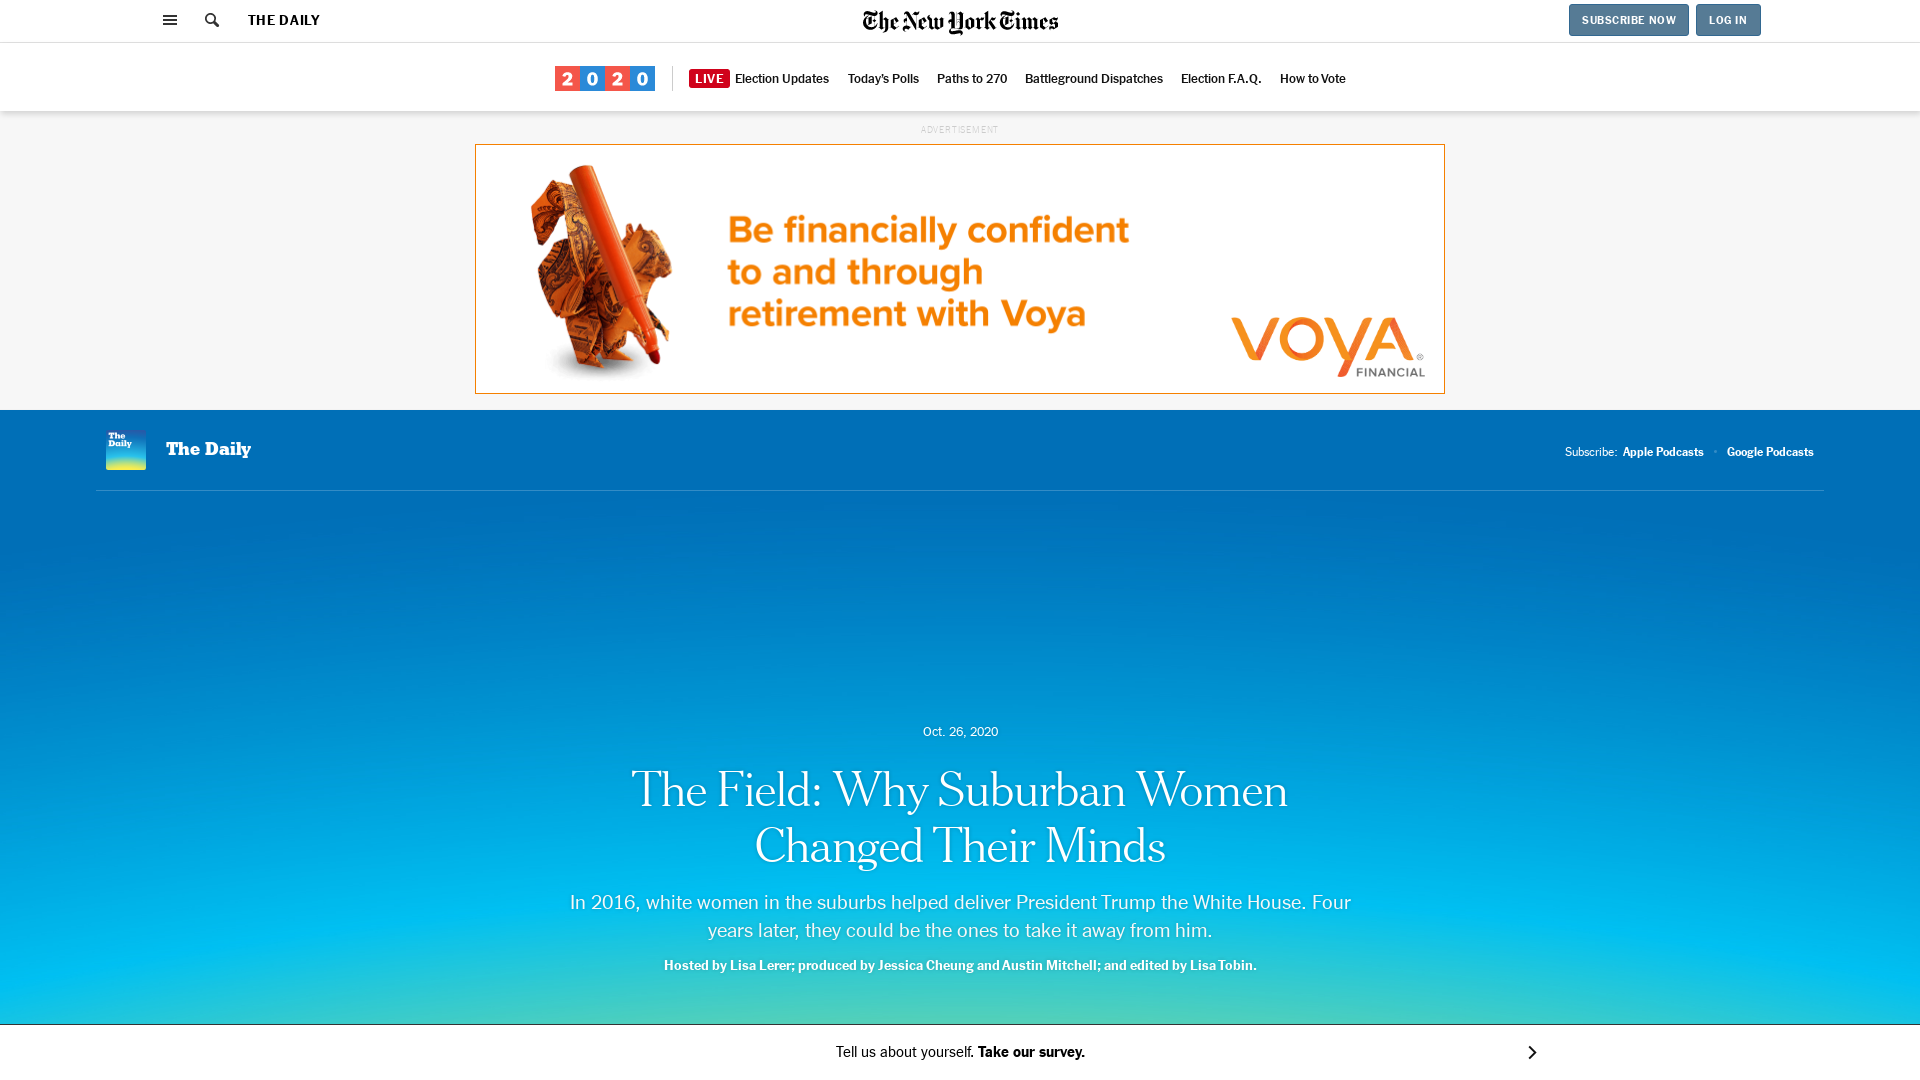 THE DAILY
The New York Times
SUBSCRIBE NOW
LOG IN
2020
LIVE Election Updates
Today's Polls
Paths to 270
Battleground Dispatches
Election F.A.Q.
How to Vote
ADVERTISEMENT
Be financially confident
to and through
retirement with Voya
VOYA®
FINANCIAL
The
Daily
The Daily
Subscribe: Apple Podcasts • Google Podcasts
Oct. 26, 2020
The Field: Why Suburban Women
Changed Their Minds
In 2016, white women in the suburbs helped deliver President Trump the White House. Four
years later, they could be the ones to take it away from him.
Hosted by Lisa Lerer; produced by Jessica Cheung and Austin Mitchell; and edited by Lisa Tobin.
Tell us about yourself. Take our survey.